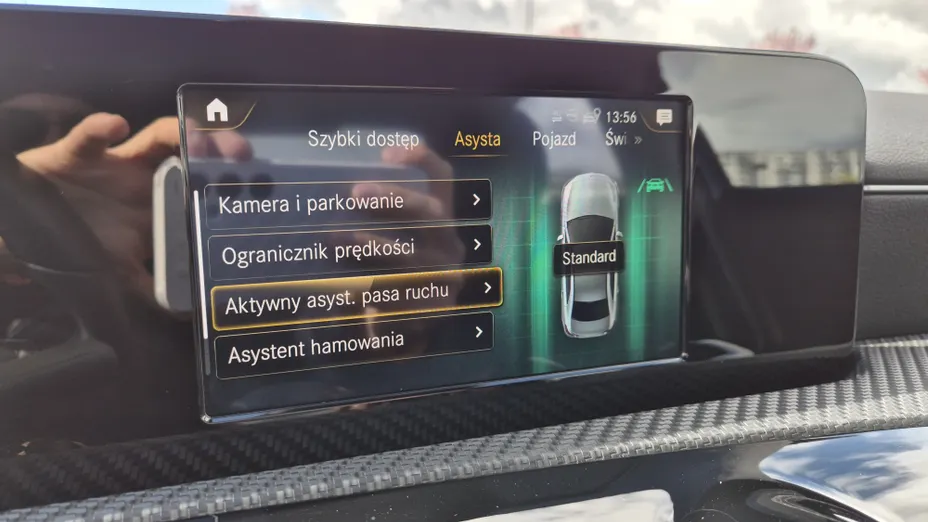 13:56
Szybki dostęp Asysta Pojazd Świ »
Kamera i parkowanie
Ogranicznik prędkości
Standard
Aktywny asyst. pasa ruchu
Asystent hamowania